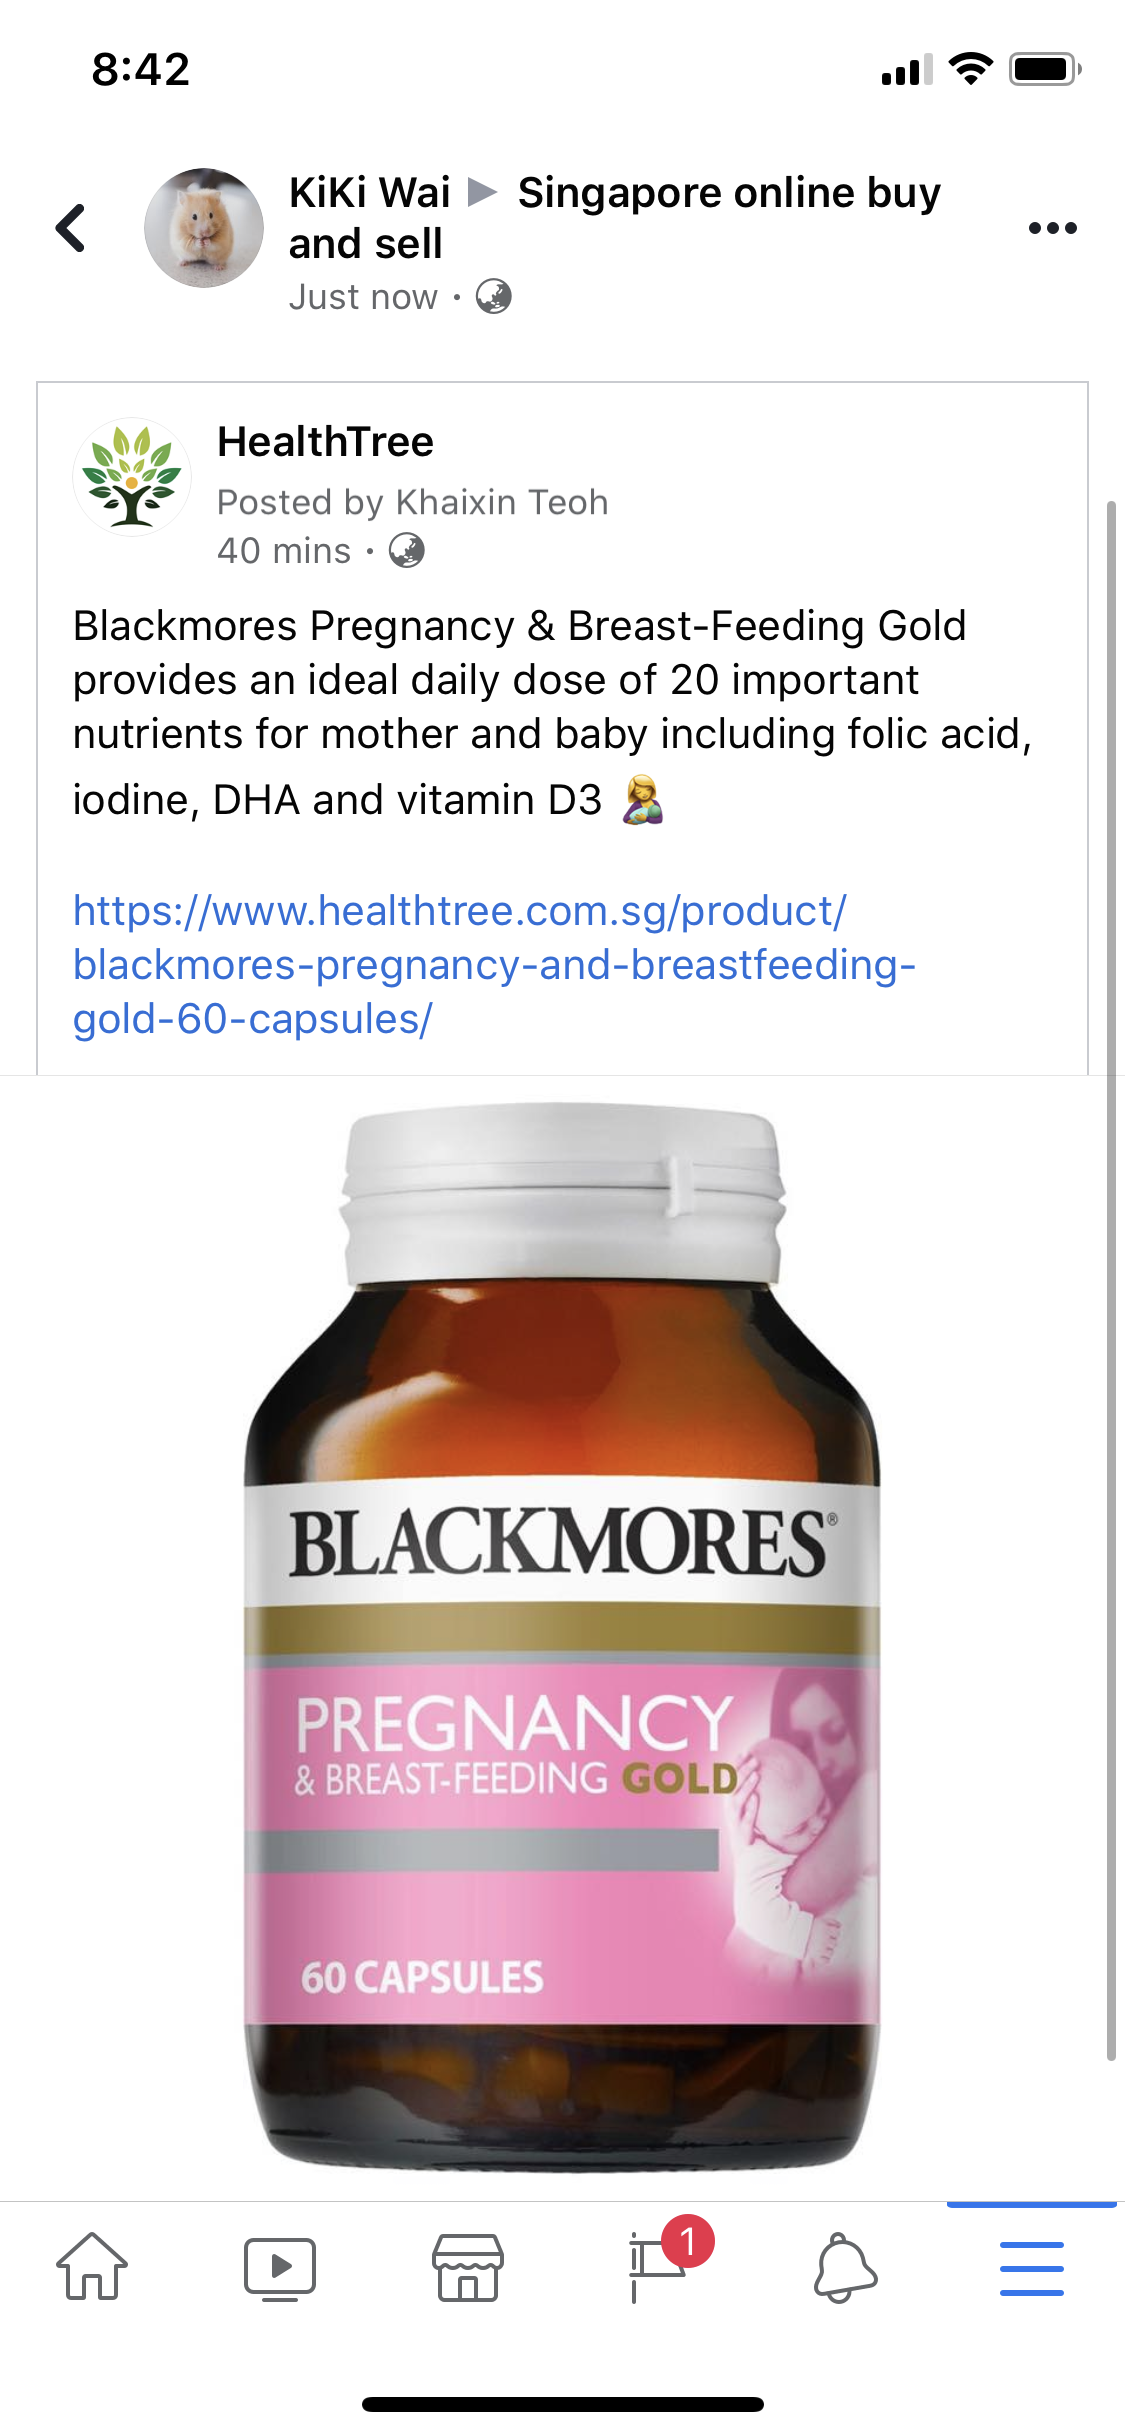 8:42
KiKi Wai ▶ Singapore online buy
and sell
Just now ·
HealthTree
Posted by Khaixin Teoh
40 mins ·
Blackmores Pregnancy & Breast-Feeding Gold
provides an ideal daily dose of 20 important
nutrients for mother and baby including folic acid,
iodine, DHA and vitamin D3 🤱
https://www.healthtree.com.sg/product/
blackmores-pregnancy-and-breastfeeding-
gold-60-capsules/
BLACKMORES®
PREGNANCY
& BREAST-FEEDING GOLD
60 CAPSULES
1